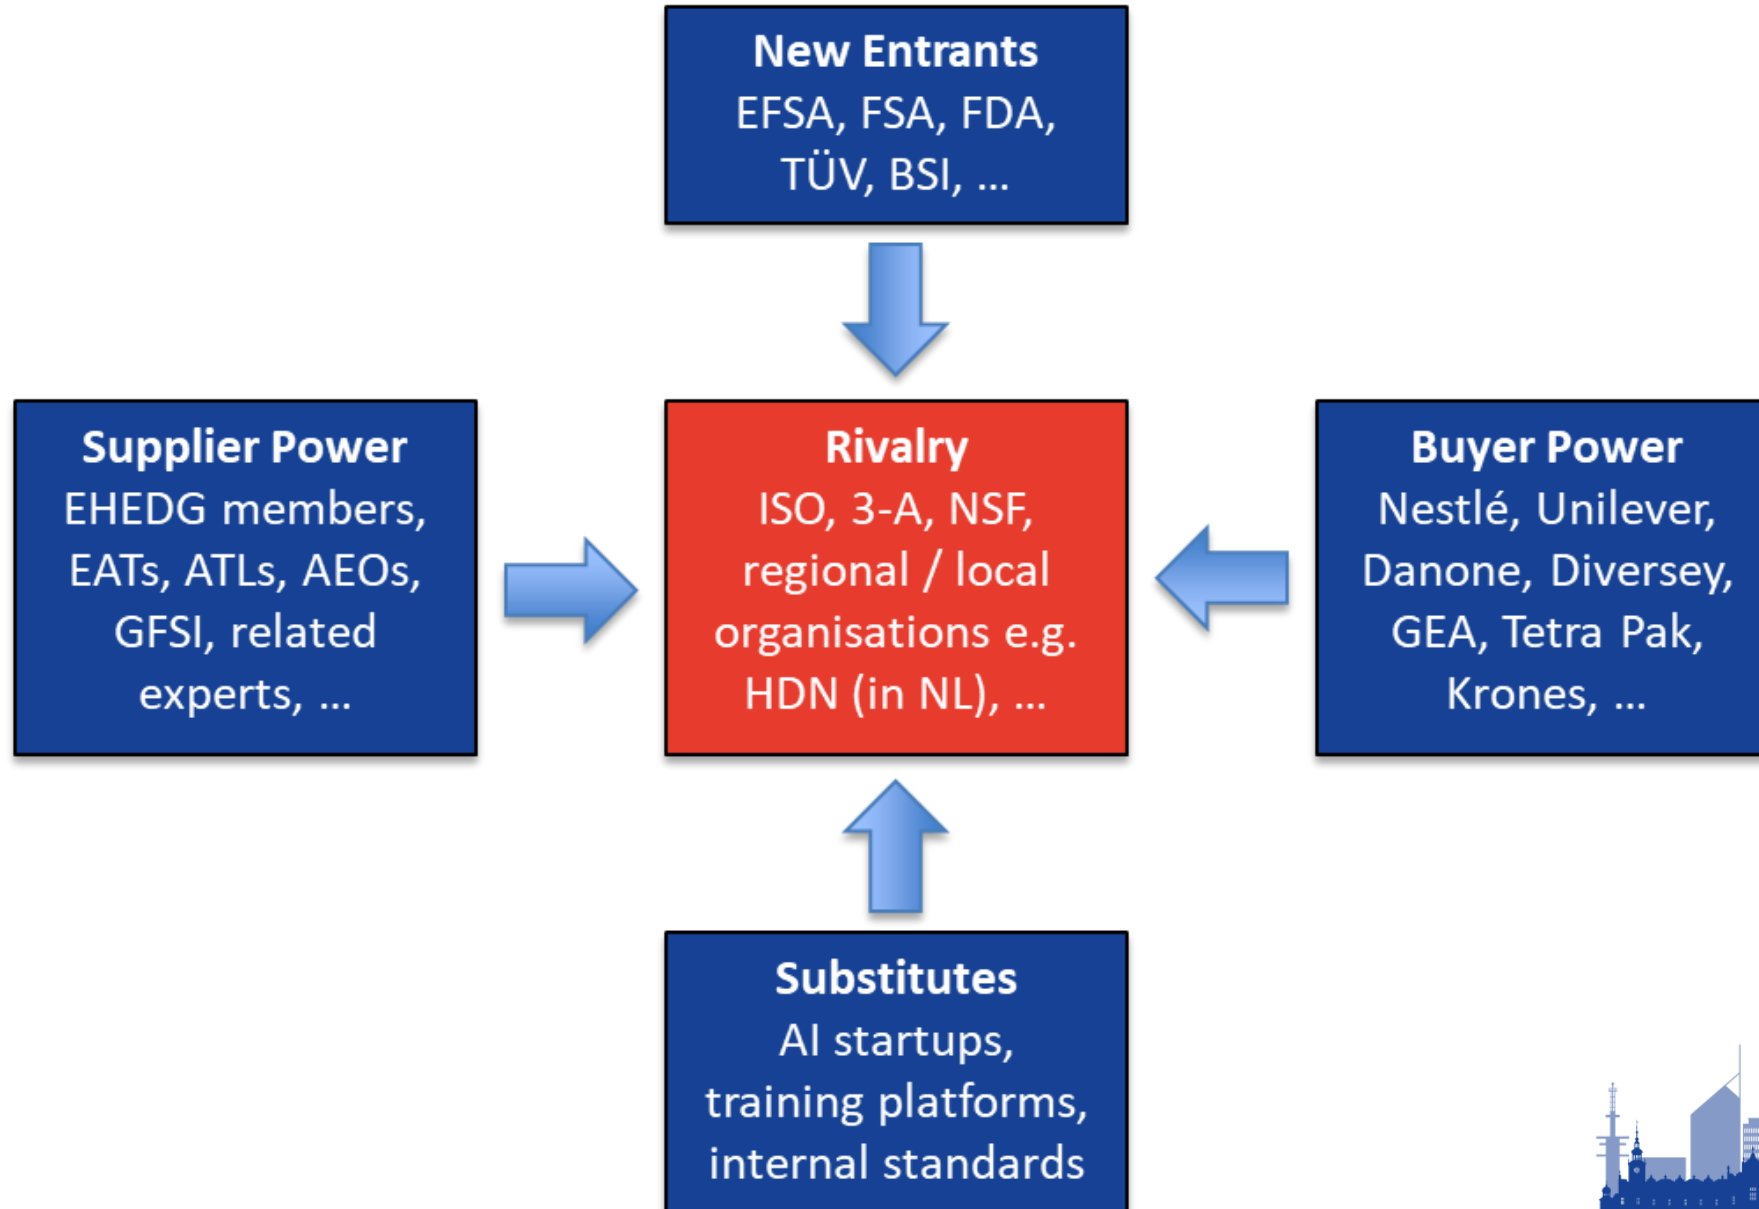 New Entrants
EFSA, FSA, FDA,
TÜV, BSI, ...
Supplier Power
EHEDG members,
EATs, ATLs, AEOs,
GFSI, related
experts, ...
Rivalry
ISO, 3-A, NSF,
regional / local
organisations e.g.
HDN (in NL), ...
Buyer Power
Nestlé, Unilever,
Danone, Diversey,
GEA, Tetra Pak,
Krones, ...
Substitutes
AI startups,
training platforms,
internal standards